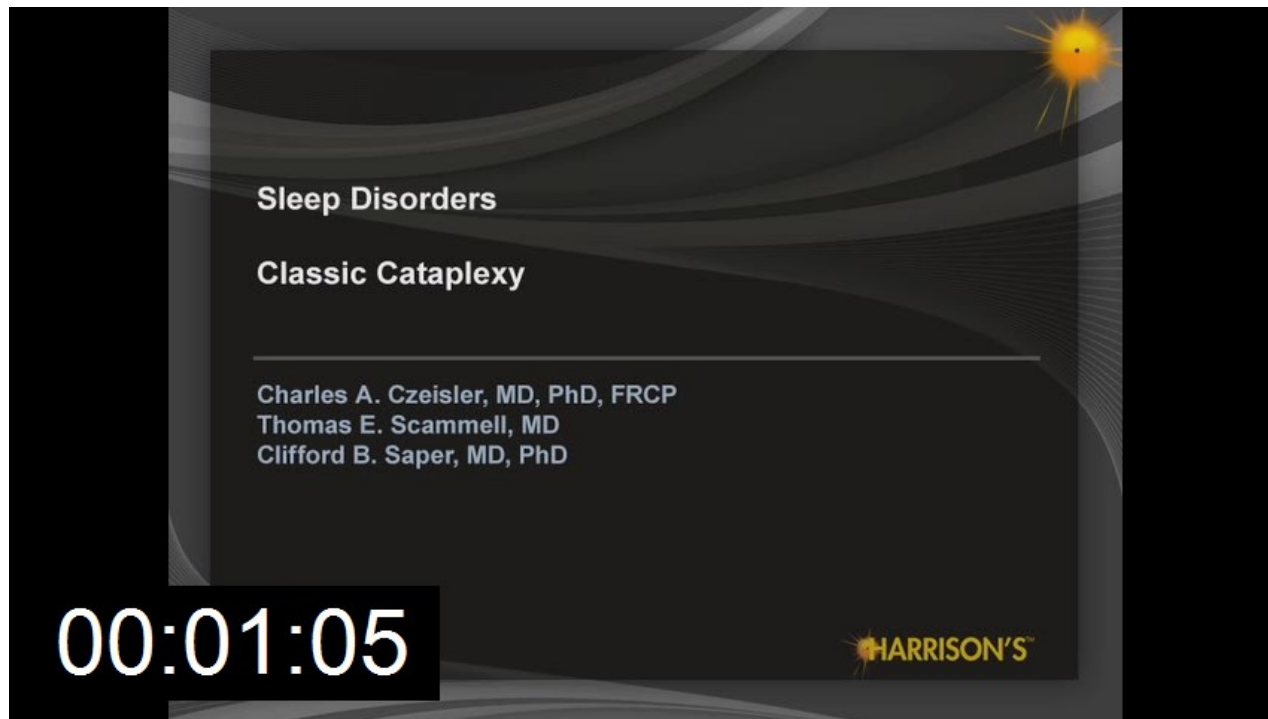 Sleep Disorders
Classic Cataplexy
Charles A. Czeisler, MD, PhD, FRCP
Thomas E. Scammell, MD
Clifford B. Saper, MD, PhD
00:01:05
HARRISON'S™